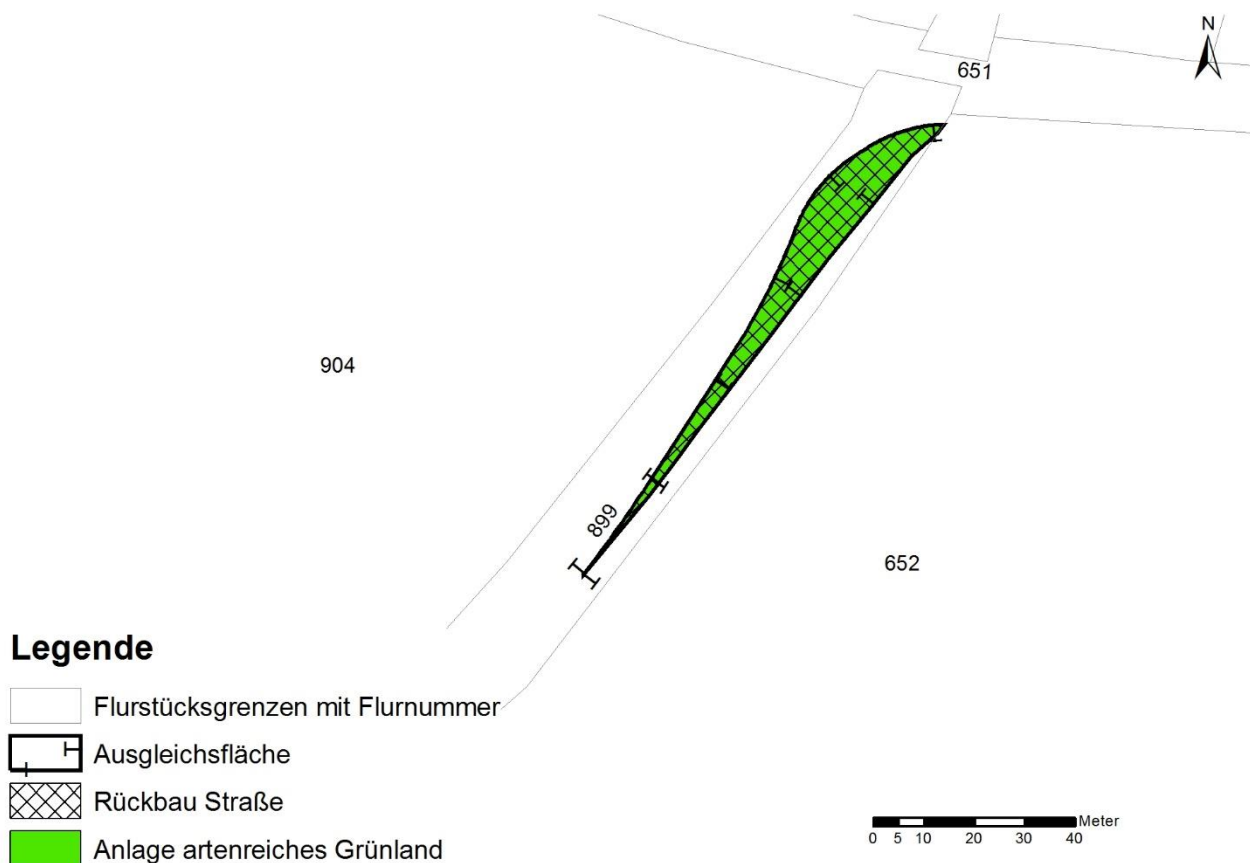 N
651
904
899
652
Legende
Flurstücksgrenzen mit Flurnummer
Ausgleichsfläche
Rückbau Straße
Anlage artenreiches Grünland
Meter
0 5 10 20 30 40